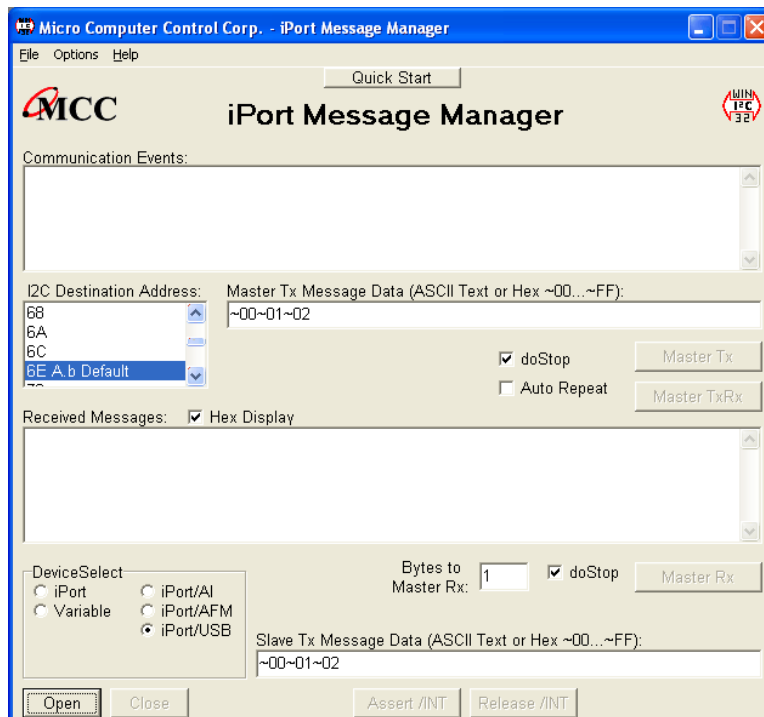 Micro Computer Control Corp. - iPort Message Manager
File Options Help
Quick Start
MCC
iPort Message Manager
WIN
I²C
32
Communication Events:
I2C Destination Address:
Master Tx Message Data (ASCII Text or Hex ~00...~FF):
68
~00~01~02
6A
6C
6E A.b Default
doStop
Master Tx
Auto Repeat
Master TxRx
Received Messages:
Hex Display
DeviceSelect
iPort
iPort/AI
Variable
iPort/AFM
iPort/USB
Bytes to
Master Rx:
1
doStop
Master Rx
Slave Tx Message Data (ASCII Text or Hex ~00...~FF):
~00~01~02
Open
Close
Assert /INT
Release /INT